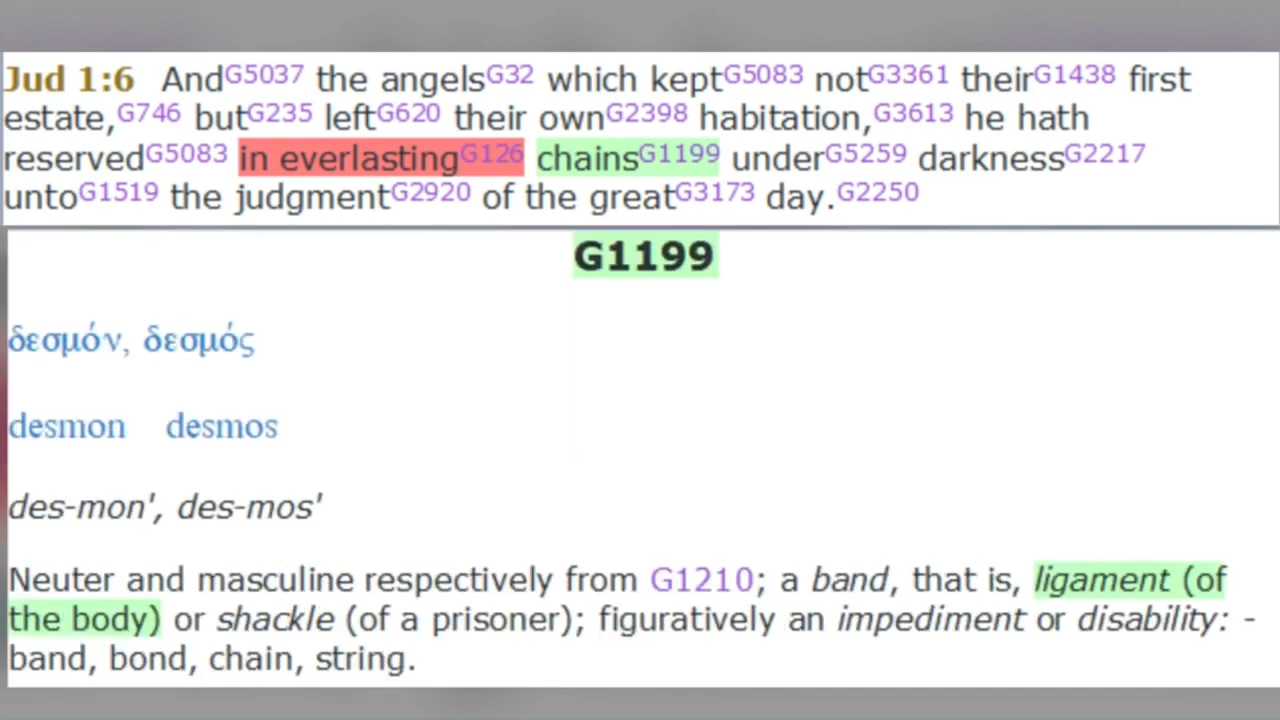 Jud 1:6 AndG5037 the angelsG32 which keptG5083 notG3361 theirG1438 first
estate,G746 butG235 leftG620 their ownG2398 habitation,G3613 he hath
reservedG5083 in everlastingG126 chainsG1199 underG5259 darknessG2217
untoG1519 the judgmentG2920 of the greatG3173 day.G2250
G1199
δεσμόν, δεσμός
desmon desmos
des-mon', des-mos'
Neuter and masculine respectively from G1210; a band, that is, ligament (of
the body) or shackle (of a prisoner); figuratively an impediment or disability: -
band, bond, chain, string.